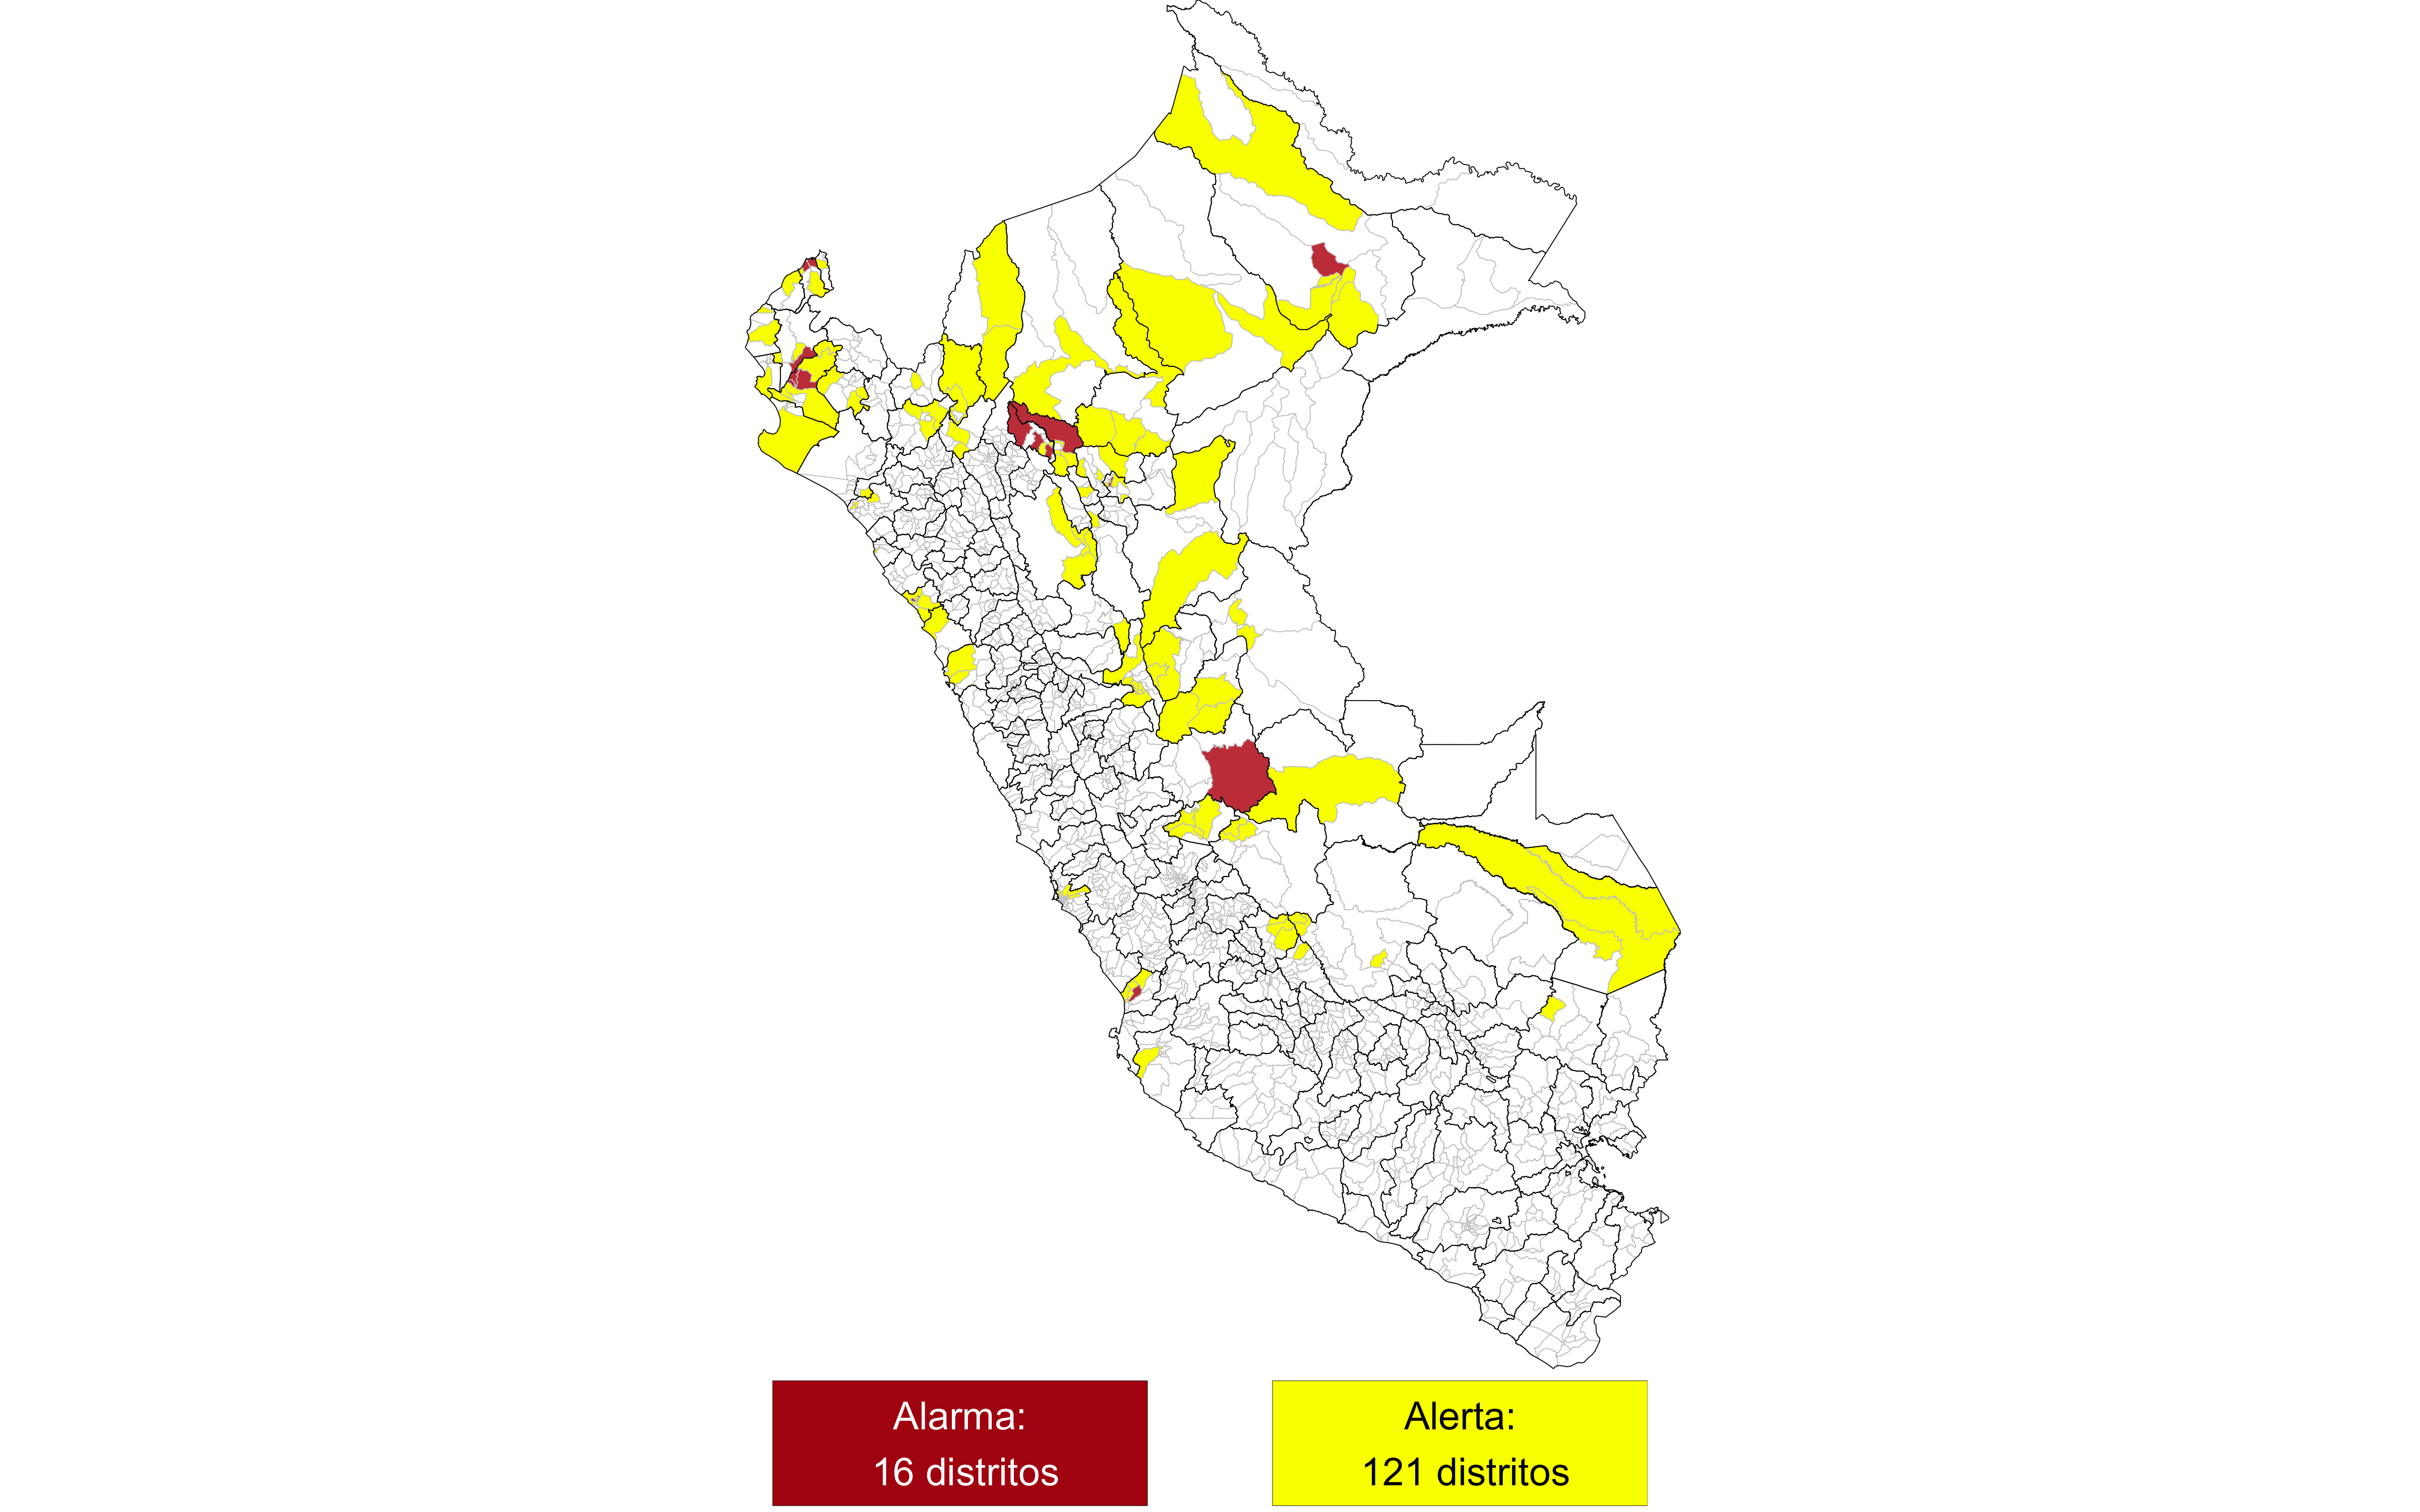 Alarma:
16 distritos
Alerta:
121 distritos